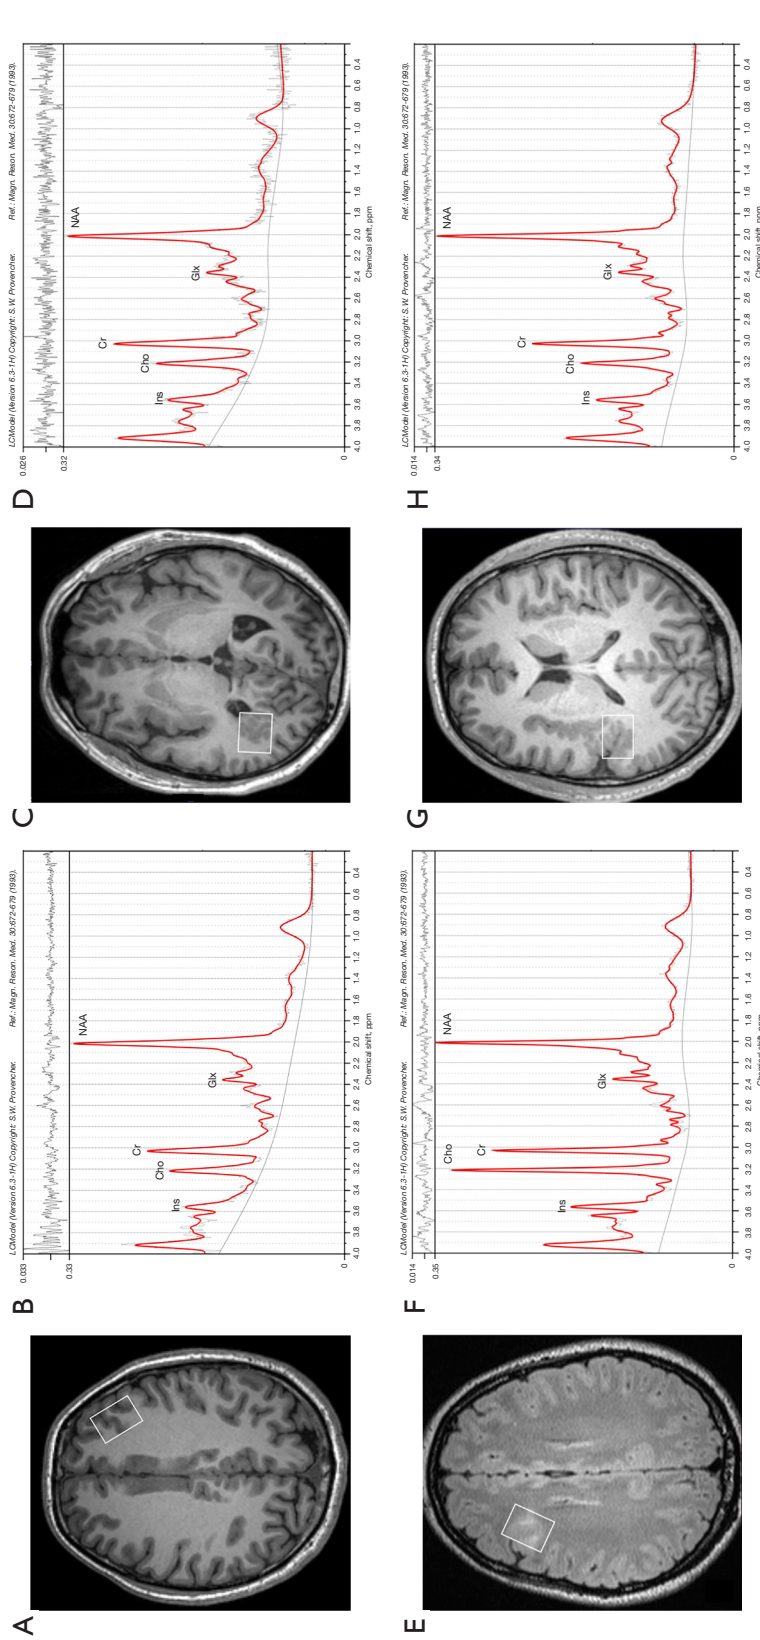 A
B
LCModel (Version 6.3-1H) Copyright: S.W. Provencher. Ref.: Magn. Reson. Med. 30:672-679 (1993).
0.033
0.33
0
NAA
Cr
Cho
Ins
Glx
4.0 3.8 3.6 3.4 3.2 3.0 2.8 2.6 2.4 2.2 2.0 1.8 1.6 1.4 1.2 1.0 0.8 0.6 0.4
Chemical shift, ppm
C
D
LCModel (Version 6.3-1H) Copyright: S.W. Provencher. Ref.: Magn. Reson. Med. 30:672-679 (1993).
0.026
0.32
0
NAA
Cr
Cho
Ins
Glx
4.0 3.8 3.6 3.4 3.2 3.0 2.8 2.6 2.4 2.2 2.0 1.8 1.6 1.4 1.2 1.0 0.8 0.6 0.4
Chemical shift, ppm
E
F
LCModel (Version 6.3-1H) Copyright: S.W. Provencher. Ref.: Magn. Reson. Med. 30:672-679 (1993).
0.014
0.35
0
NAA
Cho
Cr
Ins
Glx
4.0 3.8 3.6 3.4 3.2 3.0 2.8 2.6 2.4 2.2 2.0 1.8 1.6 1.4 1.2 1.0 0.8 0.6 0.4
Chemical shift, ppm
G
H
LCModel (Version 6.3-1H) Copyright: S.W. Provencher. Ref.: Magn. Reson. Med. 30:672-679 (1993).
0.014
0.34
0
NAA
Cr
Cho
Ins
Glx
4.0 3.8 3.6 3.4 3.2 3.0 2.8 2.6 2.4 2.2 2.0 1.8 1.6 1.4 1.2 1.0 0.8 0.6 0.4
Chemical shift, ppm